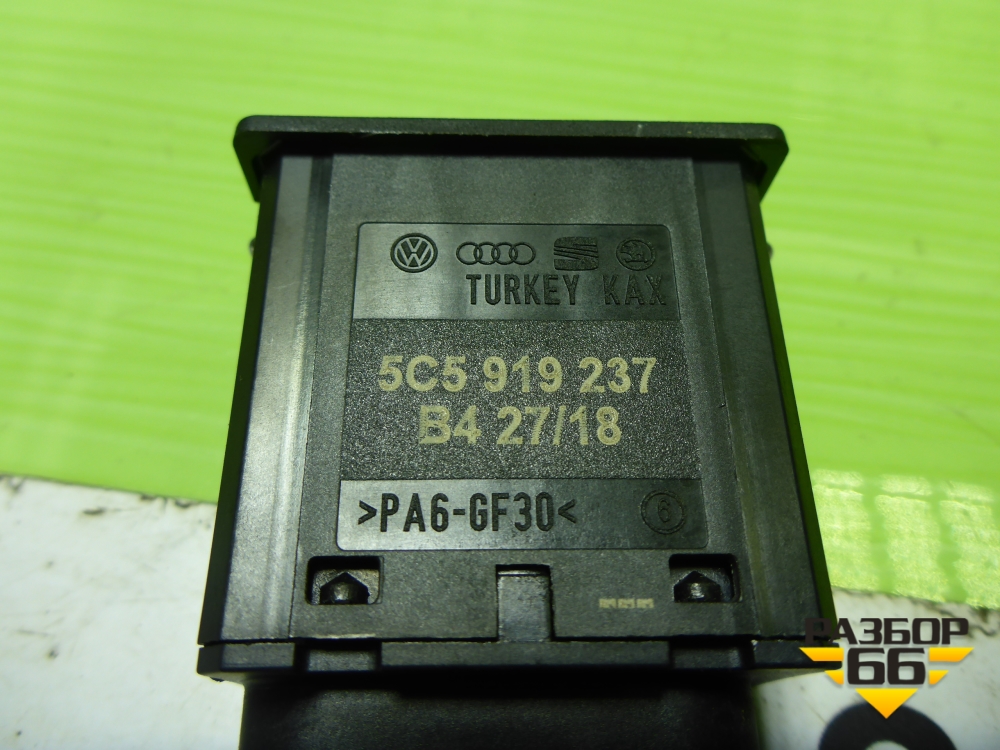 TURKEY KAX
5C5 919 237
B4 27/18
>PA6-GF30<
6
РАЗБОР
66